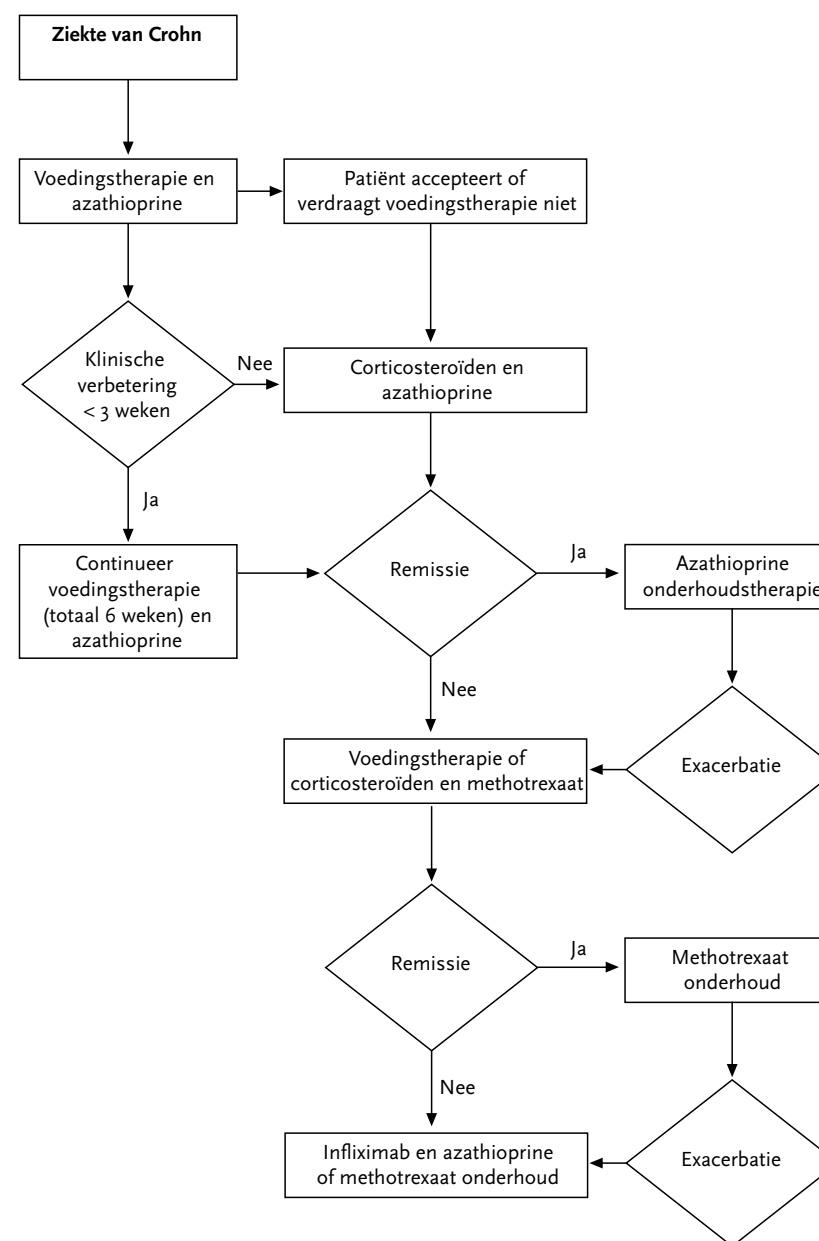 Ziekte van Crohn
Voedingstherapie en
azathioprine
Patiënt accepteert of
verdraagt voedingstherapie niet
Klinische
verbetering
< 3 weken
Nee
Corticosteroïden en
azathioprine
Ja
Continueer
voedingstherapie
(totaal 6 weken) en
azathioprine
Remissie
Ja
Azathioprine
onderhoudstherapie
Nee
Voedingstherapie of
corticosteroïden en methotrexaat
Exacerbatie
Remissie
Ja
Methotrexaat
onderhoud
Nee
Infliximab en azathioprine
of methotrexaat onderhoud
Exacerbatie